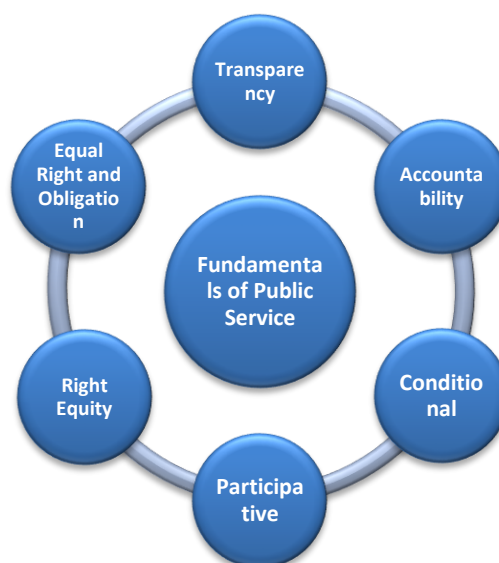 Transpare
ncy
Equal
Right and
Obligatio
n
Accounta
bility
Fundamenta
ls of Public
Service
Right
Equity
Conditio
nal
Participa
tive